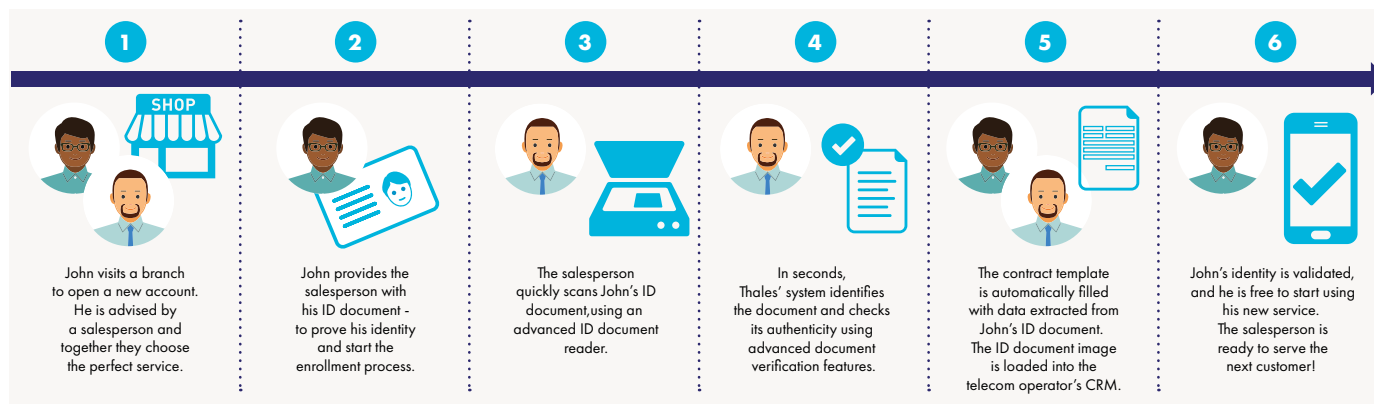 1
2
3
4
5
6
SHOP
John visits a branch
to open a new account.
He is advised by
a salesperson and
together they choose
the perfect service.
John provides the
salesperson with
his ID document -
to prove his identity
and start the
enrollment process.
The salesperson
quickly scans John's ID
document,using an
advanced ID document
reader.
In seconds,
Thales' system identifies
the document and checks
its authenticity using
advanced document
verification features.
The contract template
is automatically filled
with data extracted from
John's ID document.
The ID document image
is loaded into the
telecom operator's CRM.
John's identity is validated,
and he is free to start using
his new service.
The salesperson is
ready to serve the
next customer!